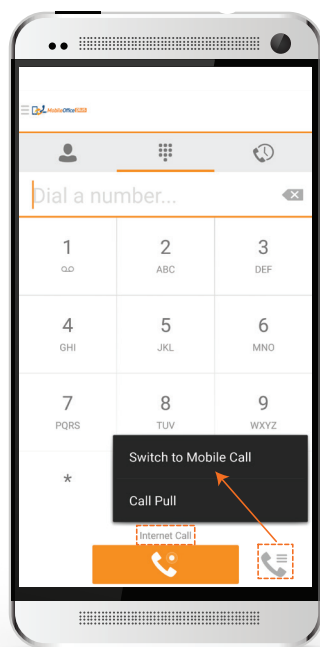 MobileOffice
Dial a number...
1
2
ABC
3
DEF
4
GHI
5
JKL
6
MNO
7
PQRS
8
TUV
9
WXYZ
*
Switch to Mobile Call
Call Pull
Internet Call